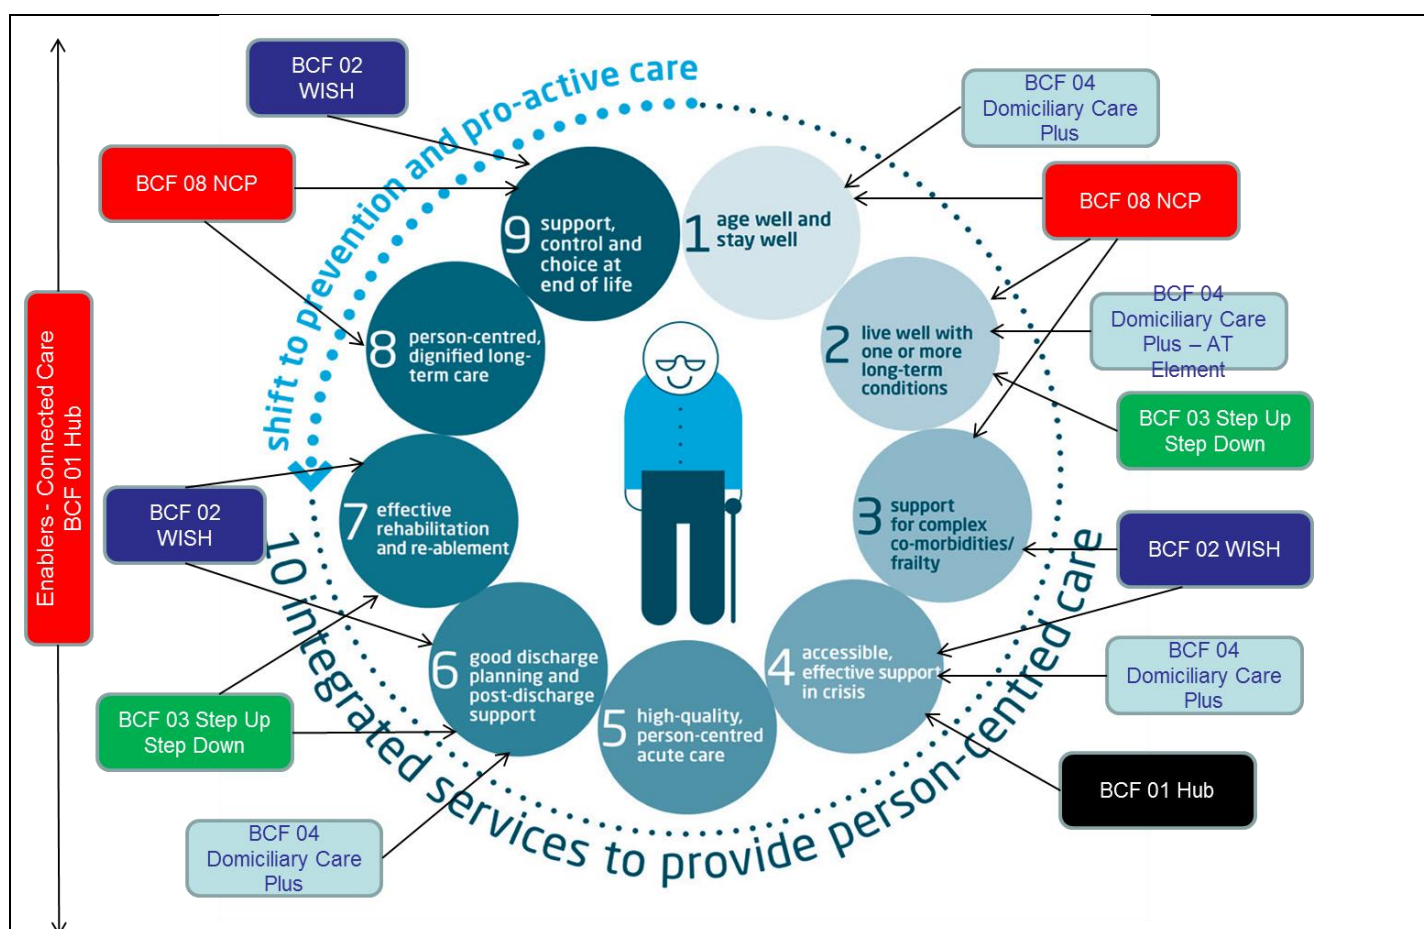 BCF 02
WISH
BCF 08 NCP
Enablers - Connected Care
BCF 01 Hub
BCF 02
WISH
BCF 03 Step Up
Step Down
BCF 04
Domiciliary Care
Plus
shift to prevention and pro-active care
10 integrated services to provide person-centred care
1 age well and
stay well
2 live well with
one or more
long-term
conditions
3 support
for complex
co-morbidities/
frailty
4 accessible,
effective support
in crisis
5 high-quality,
person-centred
acute care
6 good discharge
planning and
post-discharge
support
7 effective
rehabilitation
and re-ablement
8 person-centred,
dignified long-
term care
9 support,
control and
choice at
end of life
BCF 04
Domiciliary Care
Plus
BCF 08 NCP
BCF 04
Domiciliary Care
Plus – AT
Element
BCF 03 Step Up
Step Down
BCF 02 WISH
BCF 04
Domiciliary Care
Plus
BCF 01 Hub